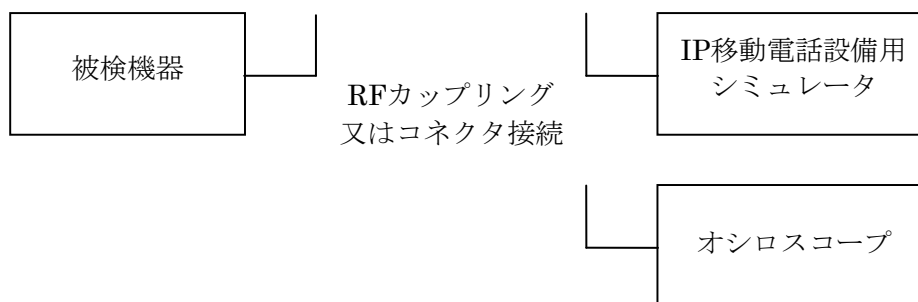 被検機器
RFカップリング
又はコネクタ接続
IP移動電話設備用
シミュレータ
オシロスコープ